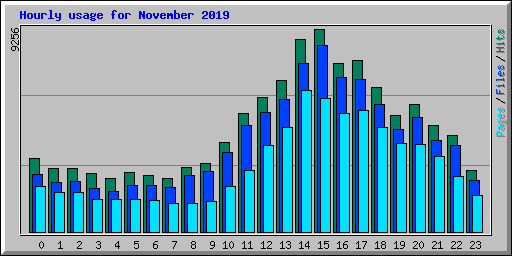 Hourly usage for November 2019
9256
Pages/Files/Hits
0 1 2 3 4 5 6 7 8 9 10 11 12 13 14 15 16 17 18 19 20 21 22 23